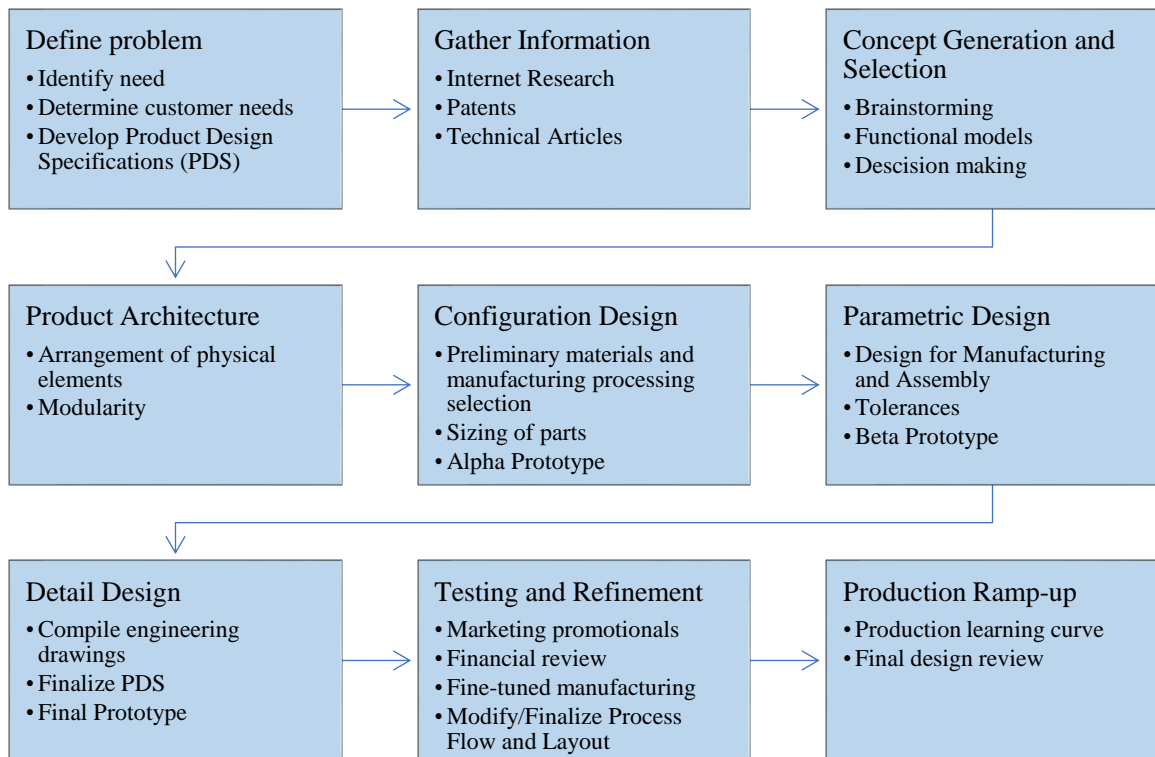 Define problem
• Identify need
• Determine customer needs
• Develop Product Design
Specifications (PDS)
Gather Information
• Internet Research
• Patents
• Technical Articles
Concept Generation and
Selection
• Brainstorming
• Functional models
• Descision making
Product Architecture
• Arrangement of physical
elements
• Modularity
Configuration Design
• Preliminary materials and
manufacturing processing
selection
• Sizing of parts
• Alpha Prototype
Parametric Design
• Design for Manufacturing
and Assembly
• Tolerances
• Beta Prototype
Detail Design
• Compile engineering
drawings
• Finalize PDS
• Final Prototype
Testing and Refinement
• Marketing promotionals
• Financial review
• Fine-tuned manufacturing
• Modify/Finalize Process
Flow and Layout
Production Ramp-up
• Production learning curve
• Final design review